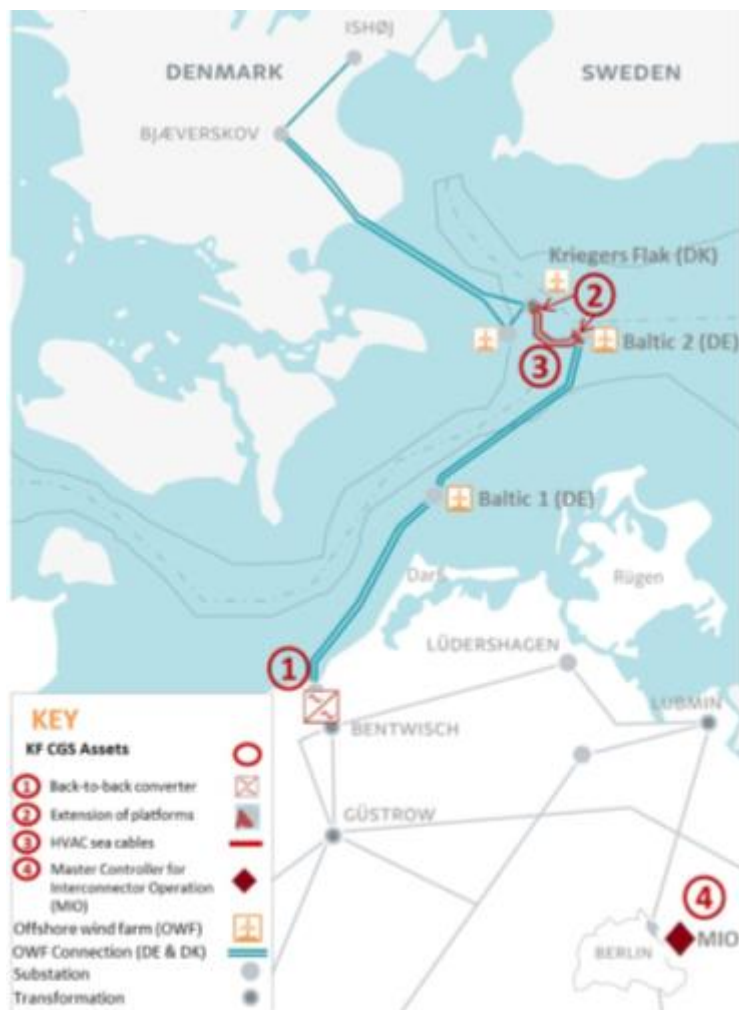 ISHØJ
DENMARK
SWEDEN
BJÆVERSKOV
Kriegers Flak (DK)
2
Baltic 2 (DE)
3
Baltic 1 (DE)
Darß
Rügen
LÜDERSHAGEN
1
LUBMIN
BENTWISCH
GÜSTROW
4
BERLIN
MIO
KEY
KF CGS Assets
1 Back-to-back converter
2 Extension of platforms
3 HVAC sea cables
4 Master Controller for
Interconnector Operation
(MIO)
Offshore wind farm (OWF)
OWF Connection (DE & DK)
Substation
Transformation